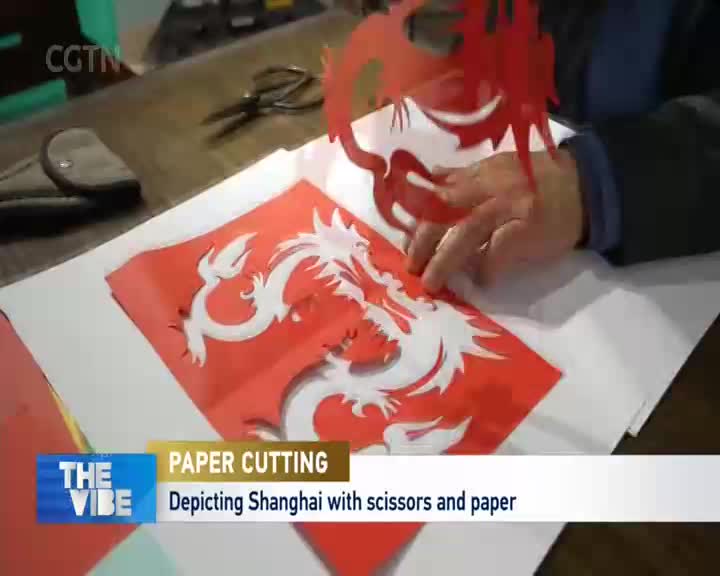 CGTN
PAPER CUTTING
THE VIBE
Depicting Shanghai with scissors and paper